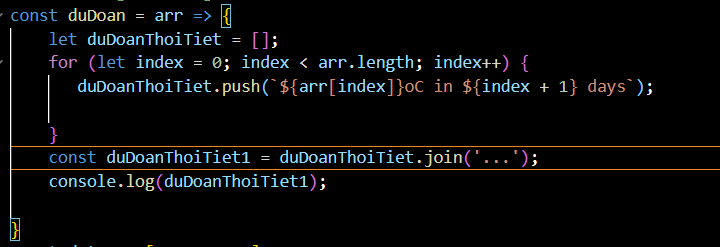 const duDoan = arr => {
let duDoanThoiTiet = [];
for (let index = 0; index < arr.length; index++) {
duDoanThoiTiet.push(`${arr[index]}oC in ${index + 1} days`);
}
const duDoanThoiTiet1 = duDoanThoiTiet.join('...');
console.log(duDoanThoiTiet1);
}